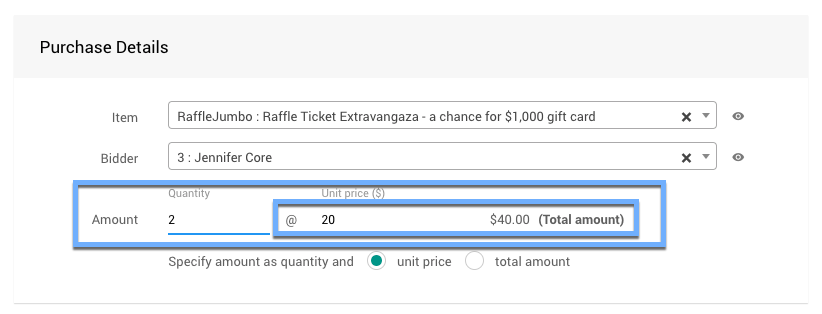 Purchase Details
Item RaffleJumbo : Raffle Ticket Extravangaza - a chance for $1,000 gift card
Bidder 3 : Jennifer Core
Quantity Unit price ($)
Amount 2 @ 20 $40.00 (Total amount)
Specify amount as quantity and unit price total amount